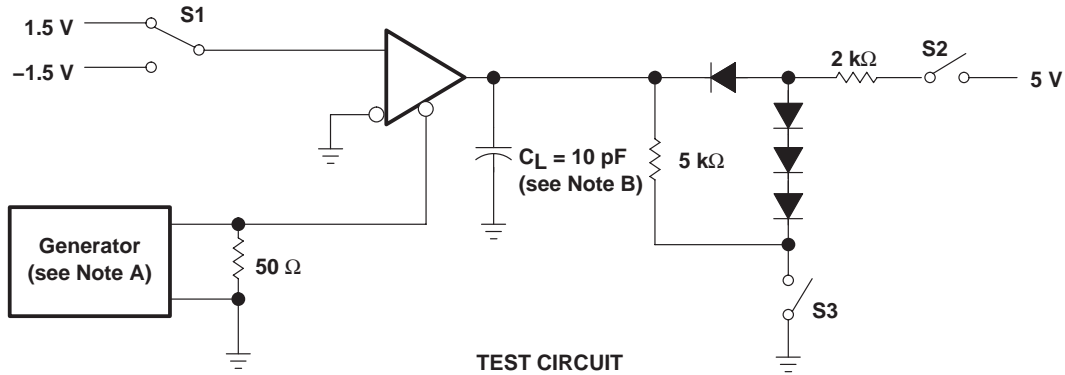 S1
1.5 V
–1.5 V
S2
2 kΩ
5 V
CL = 10 pF
(see Note B)
5 kΩ
Generator
(see Note A)
50 Ω
S3
TEST CIRCUIT